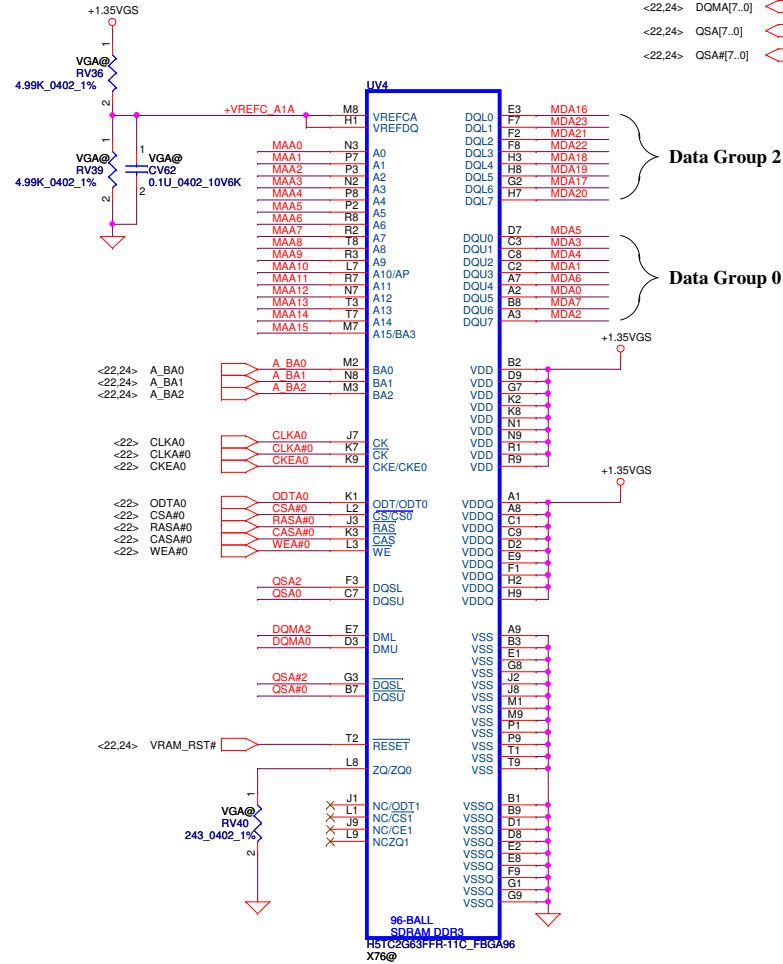 +1.35VGS
<22,24> DQMA[7..0]
<22,24> QSA[7..0]
<22,24> QSA#[7..0]
1
VGA@
RV36
4.99K_0402_1%
2
1
VGA@
RV39
4.99K_0402_1%
2
1
VGA@
CV62
0.1U_0402_10V6K
2
UV4
+VREFC_A1A M8 VREFCA
H1 VREFDQ
MAA0 N3 A0
MAA1 P7 A1
MAA2 P3 A2
MAA3 N2 A3
MAA4 P8 A4
MAA5 P2 A5
MAA6 R8 A6
MAA7 R2 A7
MAA8 T8 A8
MAA9 R3 A9
MAA10 L7 A10/AP
MAA11 R7 A11
MAA12 N7 A12
MAA13 T3 A13
MAA14 T7 A14
MAA15 M7 A15/BA3
<22,24> A_BA0 A_BA0 M2 BA0
<22,24> A_BA1 A_BA1 N8 BA1
<22,24> A_BA2 A_BA2 M3 BA2
<22> CLKA0 CLKA0 J7 CK
<22> CLKA#0 CLKA#0 K7 CK
<22> CKEA0 CKEA0 K9 CKE/CKE0
<22> ODTA0 ODTA0 K1 ODT/ODT0
<22> CSA#0 CSA#0 L2 CS/CS0
<22> RASA#0 RASA#0 J3 RAS
<22> CASA#0 CASA#0 K3 CAS
<22> WEA#0 WEA#0 L3 WE
QSA2 F3 DQSL
QSA0 C7 DQSU
DQMA2 E7 DML
DQMA0 D3 DMU
QSA#2 G3 DQSL
QSA#0 B7 DQSU
<22,24> VRAM_RST# T2 RESET
L8 ZQ/ZQ0
1
VGA@
RV40
243_0402_1%
2
J1 NC/ODT1
L1 NC/CS1
J9 NC/CE1
L9 NCZQ1
DQL0 E3 MDA16
DQL1 F7 MDA23
DQL2 F2 MDA21
DQL3 F8 MDA22
DQL4 H3 MDA18
DQL5 H8 MDA19
DQL6 G2 MDA17
DQL7 H7 MDA20
Data Group 2
DQU0 D7 MDA5
DQU1 C3 MDA3
DQU2 C8 MDA4
DQU3 C2 MDA1
DQU4 A7 MDA6
DQU5 A2 MDA0
DQU6 B8 MDA7
DQU7 A3 MDA2
Data Group 0
+1.35VGS
VDD B2
VDD D9
VDD G7
VDD K2
VDD K8
VDD N1
VDD N9
VDD R1
VDD R9
+1.35VGS
VDDQ A1
VDDQ A8
VDDQ C1
VDDQ C9
VDDQ D2
VDDQ E9
VDDQ F1
VDDQ H2
VDDQ H9
VSS A9
VSS B3
VSS E1
VSS G8
VSS J2
VSS J8
VSS M1
VSS M9
VSS P1
VSS P9
VSS T1
VSS T9
VSSQ B1
VSSQ B9
VSSQ D1
VSSQ D8
VSSQ E2
VSSQ E8
VSSQ F9
VSSQ G1
VSSQ G9
96-BALL
SDRAM DDR3
H51C2G63FFR-11C_FBGA96
X76@